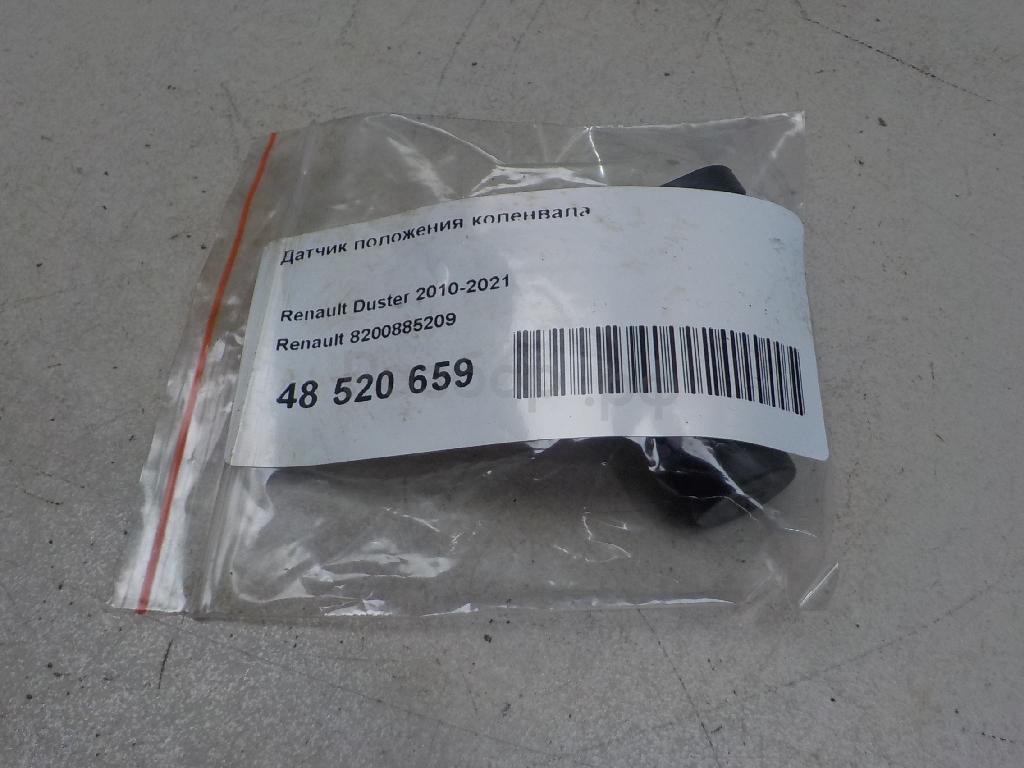 Датчик положения коленвала
Renault Duster 2010-2021
Renault 8200885209
48 520 659